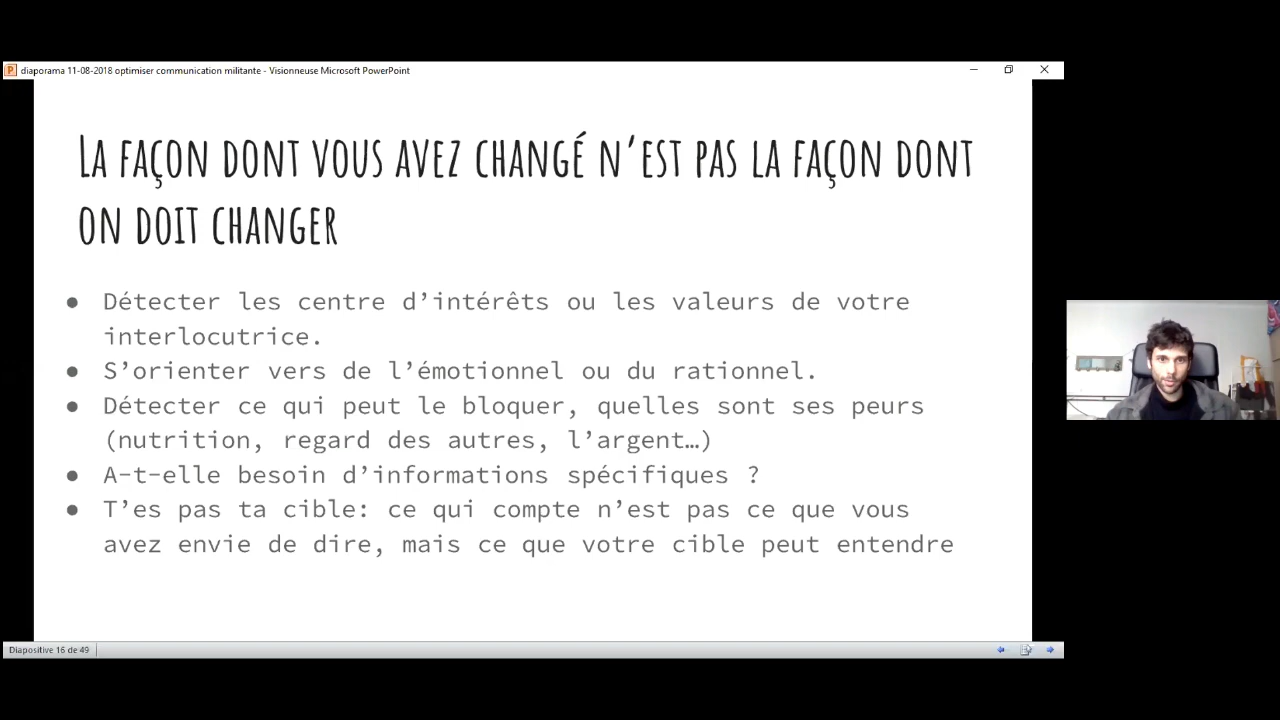 diaporama 11-08-2018 optimiser communication militante - Visionneuse Microsoft PowerPoint
La façon dont vous avez changé n’est pas la façon dont
on doit changer
● Détecter les centre d’intérêts ou les valeurs de votre
interlocutrice.
● S’orienter vers de l’émotionnel ou du rationnel.
● Détecter ce qui peut le bloquer, quelles sont ses peurs
(nutrition, regard des autres, l’argent…)
● A-t-elle besoin d’informations spécifiques ?
● T’es pas ta cible: ce qui compte n’est pas ce que vous
avez envie de dire, mais ce que votre cible peut entendre
Diapositive 16 de 49